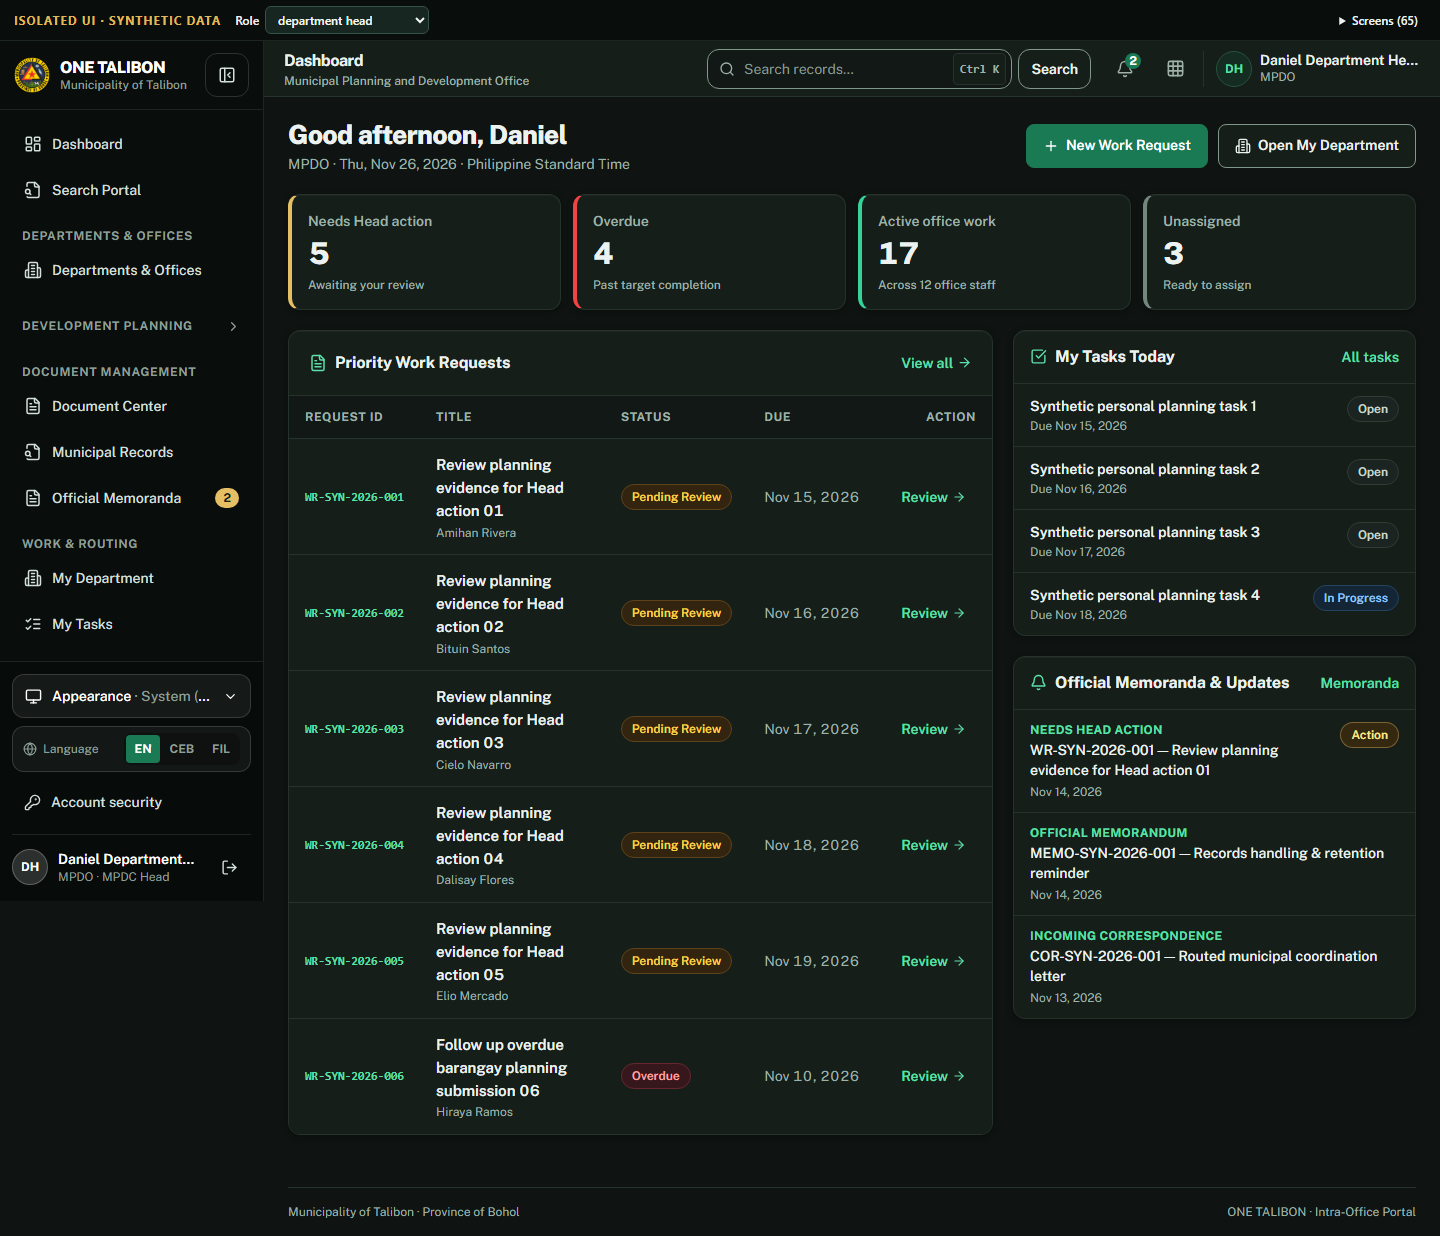 ISOLATED UI · SYNTHETIC DATA Role department head Screens (65)
ONE TALIBON
Municipality of Talibon
Dashboard
Municipal Planning and Development Office
Search records... Ctrl K Search 2 DH Daniel Department He...
MPDO
Dashboard
Search Portal
DEPARTMENTS & OFFICES
Departments & Offices
DEVELOPMENT PLANNING
DOCUMENT MANAGEMENT
Document Center
Municipal Records
Official Memoranda 2
WORK & ROUTING
My Department
My Tasks
Appearance · System (...
Language EN CEB FIL
Account security
DH Daniel Department...
MPDO · MPDC Head
Good afternoon, Daniel
MPDO · Thu, Nov 26, 2026 · Philippine Standard Time
New Work Request Open My Department
Needs Head action
5
Awaiting your review
Overdue
4
Past target completion
Active office work
17
Across 12 office staff
Unassigned
3
Ready to assign
Priority Work Requests View all →
REQUEST ID TITLE STATUS DUE ACTION
WR-SYN-2026-001 Review planning evidence for Head action 01 Pending Review Nov 15, 2026 Review →
Amihan Rivera
WR-SYN-2026-002 Review planning evidence for Head action 02 Pending Review Nov 16, 2026 Review →
Bituin Santos
WR-SYN-2026-003 Review planning evidence for Head action 03 Pending Review Nov 17, 2026 Review →
Cielo Navarro
WR-SYN-2026-004 Review planning evidence for Head action 04 Pending Review Nov 18, 2026 Review →
Dalisay Flores
WR-SYN-2026-005 Review planning evidence for Head action 05 Pending Review Nov 19, 2026 Review →
Elio Mercado
WR-SYN-2026-006 Follow up overdue barangay planning submission 06 Overdue Nov 10, 2026 Review →
Hiraya Ramos
My Tasks Today All tasks
Synthetic personal planning task 1 Open
Due Nov 15, 2026
Synthetic personal planning task 2 Open
Due Nov 16, 2026
Synthetic personal planning task 3 Open
Due Nov 17, 2026
Synthetic personal planning task 4 In Progress
Due Nov 18, 2026
Official Memoranda & Updates Memoranda
NEEDS HEAD ACTION Action
WR-SYN-2026-001 — Review planning
evidence for Head action 01
Nov 14, 2026
OFFICIAL MEMORANDUM
MEMO-SYN-2026-001 — Records handling & retention
reminder
Nov 14, 2026
INCOMING CORRESPONDENCE
COR-SYN-2026-001 — Routed municipal coordination
letter
Nov 13, 2026
Municipality of Talibon · Province of Bohol
ONE TALIBON · Intra-Office Portal